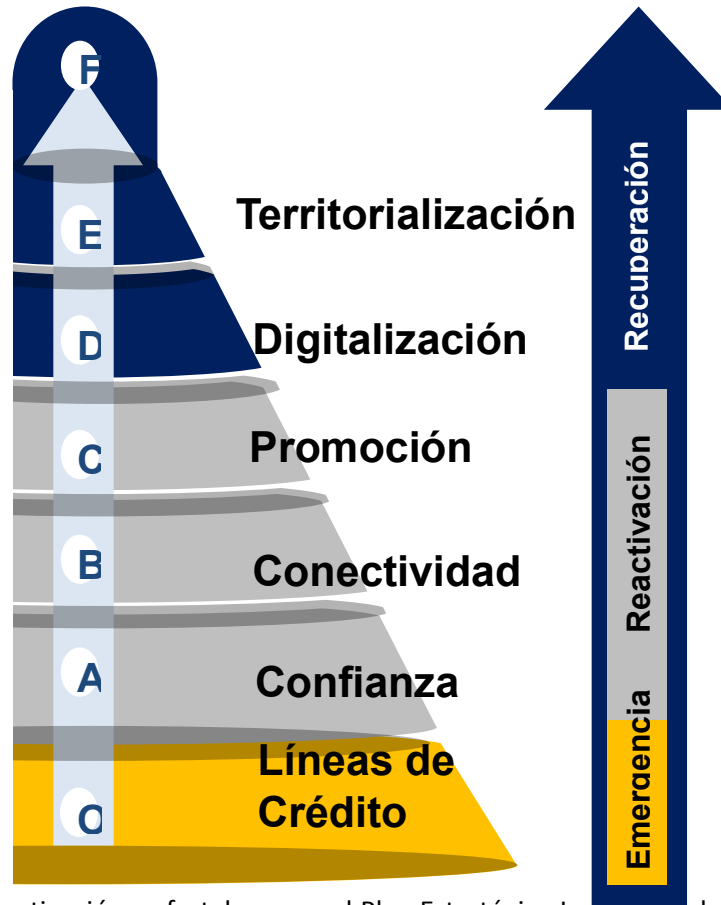 F
E
Territorialización
D
Digitalización
C
Promoción
B
Conectividad
A
Confianza
Líneas de
Crédito
O
Recuperación
Reactivación
Emergencia